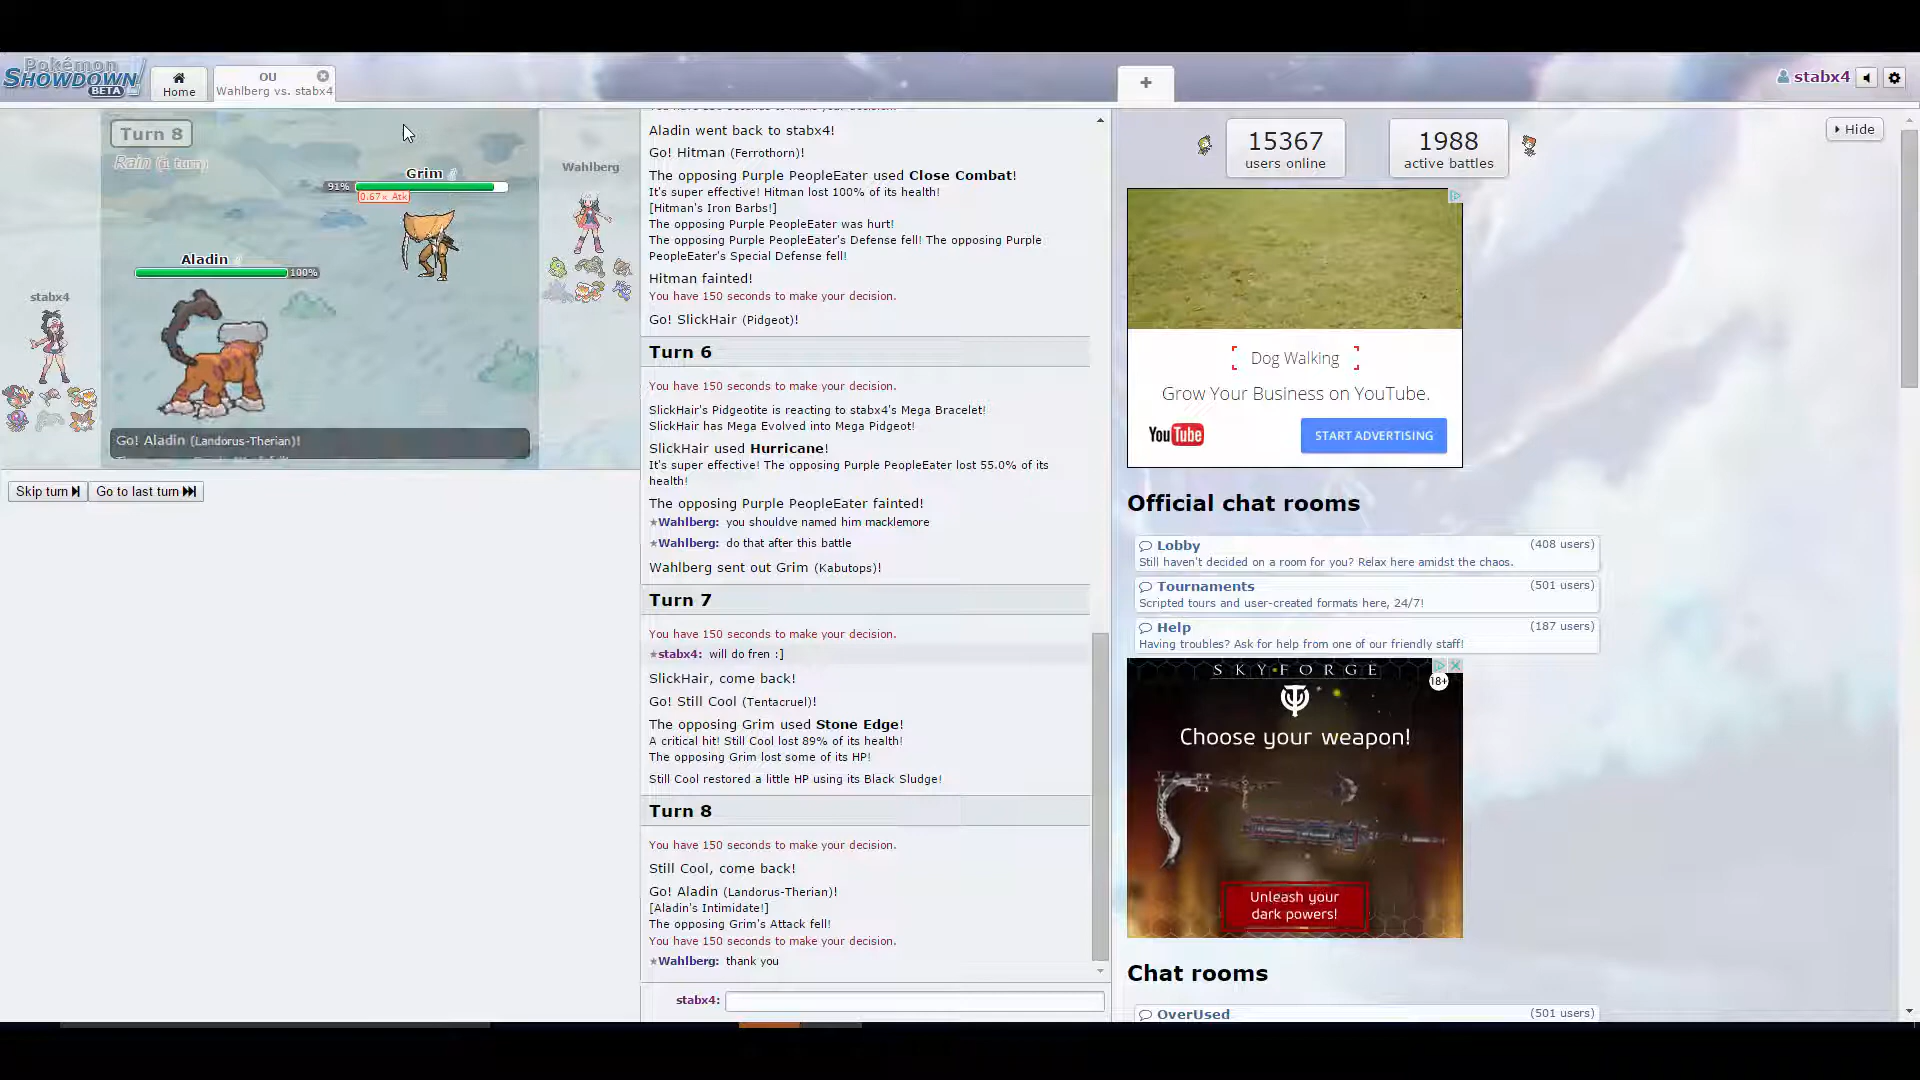 Pokémon
SHOWDOWN!
BETA
Home
OU
Wahlberg vs. stabx4
+
stabx4
Turn 8
Rain (1 turn)
Grim
91%
0.67x Atk
Aladin
100%
Wahlberg
stabx4
Go! Aladin (Landorus-Therian)!
Skip turn
Go to last turn
Aladin went back to stabx4!
Go! Hitman (Ferrothorn)!
The opposing Purple PeopleEater used Close Combat!
It's super effective! Hitman lost 100% of its health!
[Hitman's Iron Barbs!]
The opposing Purple PeopleEater was hurt!
The opposing Purple PeopleEater's Defense fell! The opposing Purple
PeopleEater's Special Defense fell!
Hitman fainted!
You have 150 seconds to make your decision.
Go! SlickHair (Pidgeot)!
Turn 6
You have 150 seconds to make your decision.
SlickHair's Pidgeotite is reacting to stabx4's Mega Bracelet!
SlickHair has Mega Evolved into Mega Pidgeot!
SlickHair used Hurricane!
It's super effective! The opposing Purple PeopleEater lost 55.0% of its
health!
The opposing Purple PeopleEater fainted!
★Wahlberg: you shouldve named him macklemore
★Wahlberg: do that after this battle
Wahlberg sent out Grim (Kabutops)!
Turn 7
You have 150 seconds to make your decision.
★stabx4: will do fren :]
SlickHair, come back!
Go! Still Cool (Tentacruel)!
The opposing Grim used Stone Edge!
A critical hit! Still Cool lost 89% of its health!
The opposing Grim lost some of its HP!
Still Cool restored a little HP using its Black Sludge!
Turn 8
You have 150 seconds to make your decision.
Still Cool, come back!
Go! Aladin (Landorus-Therian)!
[Aladin's Intimidate!]
The opposing Grim's Attack fell!
You have 150 seconds to make your decision.
★Wahlberg: thank you
stabx4:
15367
users online
1988
active battles
Hide
Dog Walking
Grow Your Business on YouTube.
YouTube
START ADVERTISING
Official chat rooms
Lobby
(408 users)
Still haven't decided on a room for you? Relax here amidst the chaos.
Tournaments
(501 users)
Scripted tours and user-created formats here, 24/7!
Help
(187 users)
Having troubles? Ask for help from one of our friendly staff!
SKYFORGE
18+
Choose your weapon!
Unleash your
dark powers!
Chat rooms
OverUsed
(501 users)